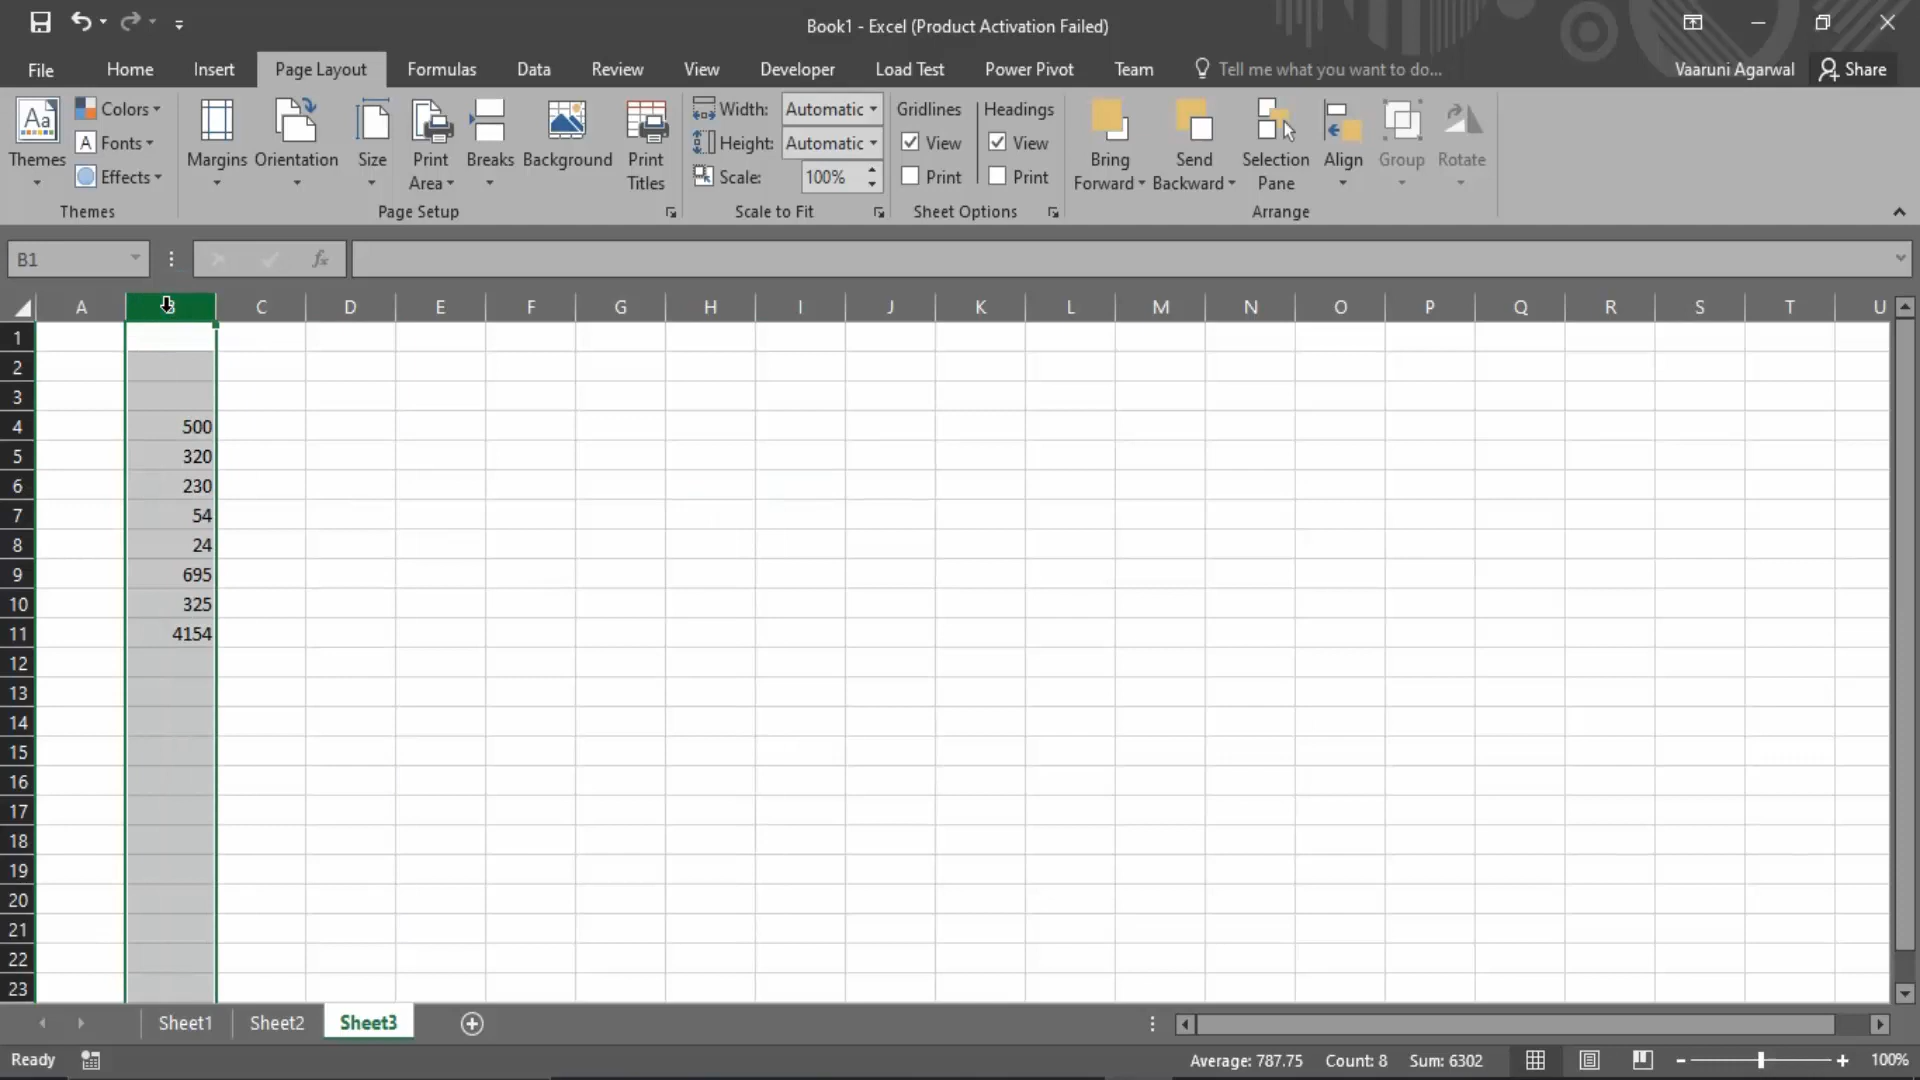 Book1 - Excel (Product Activation Failed)
File Home Insert Page Layout Formulas Data Review View Developer Load Test Power Pivot Team Tell me what you want to do... Vaaruni Agarwal Share
Themes
Aa
Colors
A Fonts
Effects
Themes
Margins
Orientation
Size
Print Area
Breaks
Background
Print Titles
Page Setup
Width: Automatic
Height: Automatic
Scale: 100%
Scale to Fit
Gridlines
View
Print
Headings
View
Print
Sheet Options
Bring Forward
Send Backward
Selection Pane
Align
Group
Rotate
Arrange
B1 fx
A B C D E F G H I J K L M N O P Q R S T U
1
2
3
4 500
5 320
6 230
7 54
8 24
9 695
10 325
11 4154
12
13
14
15
16
17
18
19
20
21
22
23
Sheet1 Sheet2 Sheet3
Ready Average: 787.75 Count: 8 Sum: 6302 100%